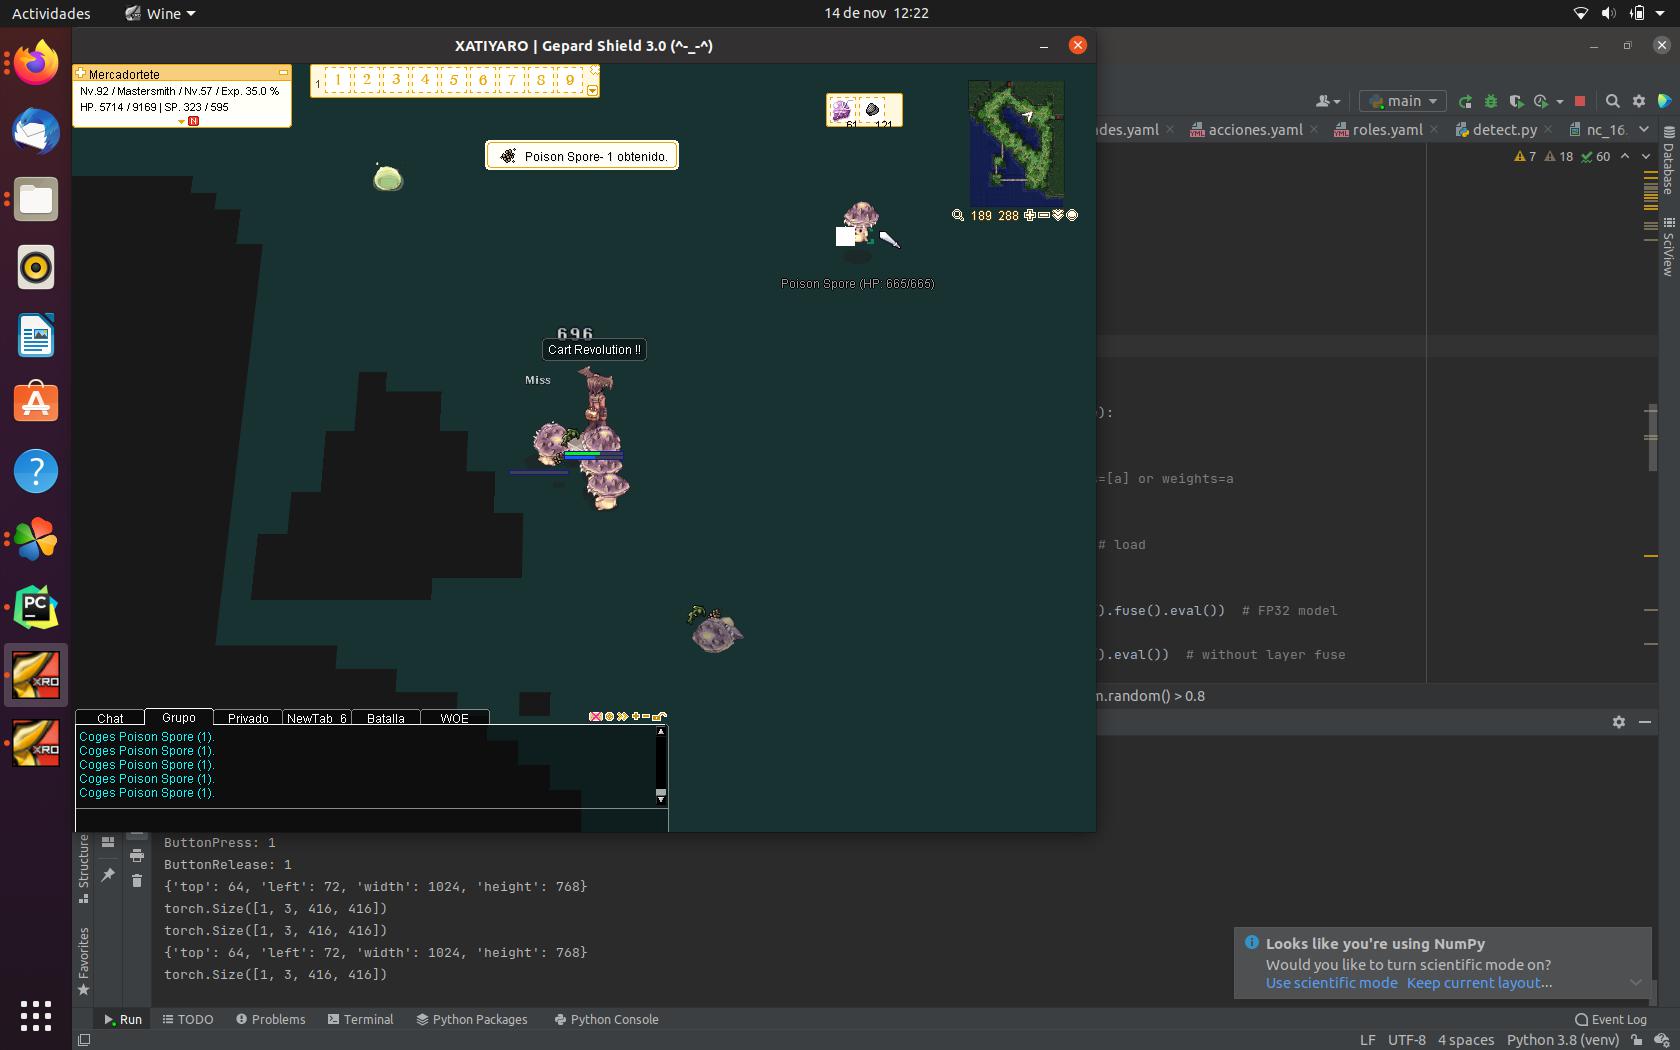 Actividades
Wine
14 de nov 12:22
XATIYARO | Gepard Shield 3.0 (^-_-^)
Mercadortete
Nv.92 / Mastersmith / Nv.57 / Exp. 35.0 %
HP. 5714 / 9169 | SP. 323 / 595
N
1
1 2 3 4 5 6 7 8 9
61
121
Poison Spore- 1 obtenido.
189 288
Poison Spore (HP: 665/665)
696
Cart Revolution !!
Miss
Chat
Grupo
Privado
NewTab_6
Batalla
WOE
Coges Poison Spore (1).
Coges Poison Spore (1).
Coges Poison Spore (1).
Coges Poison Spore (1).
Coges Poison Spore (1).
main
des.yaml
acciones.yaml
roles.yaml
detect.py
nc_16.
7
18
60
Database
SciView
):
=[a] or weights=a
# load
).fuse().eval()) # FP32 model
).eval()) # without layer fuse
m.random() > 0.8
PC
XRO
XRO
Structure
Favorites
ButtonPress: 1
ButtonRelease: 1
{'top': 64, 'left': 72, 'width': 1024, 'height': 768}
torch.Size([1, 3, 416, 416])
torch.Size([1, 3, 416, 416])
{'top': 64, 'left': 72, 'width': 1024, 'height': 768}
torch.Size([1, 3, 416, 416])
Looks like you're using NumPy
Would you like to turn scientific mode on?
Use scientific mode Keep current layout...
Run
TODO
Problems
Terminal
Python Packages
Python Console
Event Log
LF UTF-8 4 spaces Python 3.8 (venv)